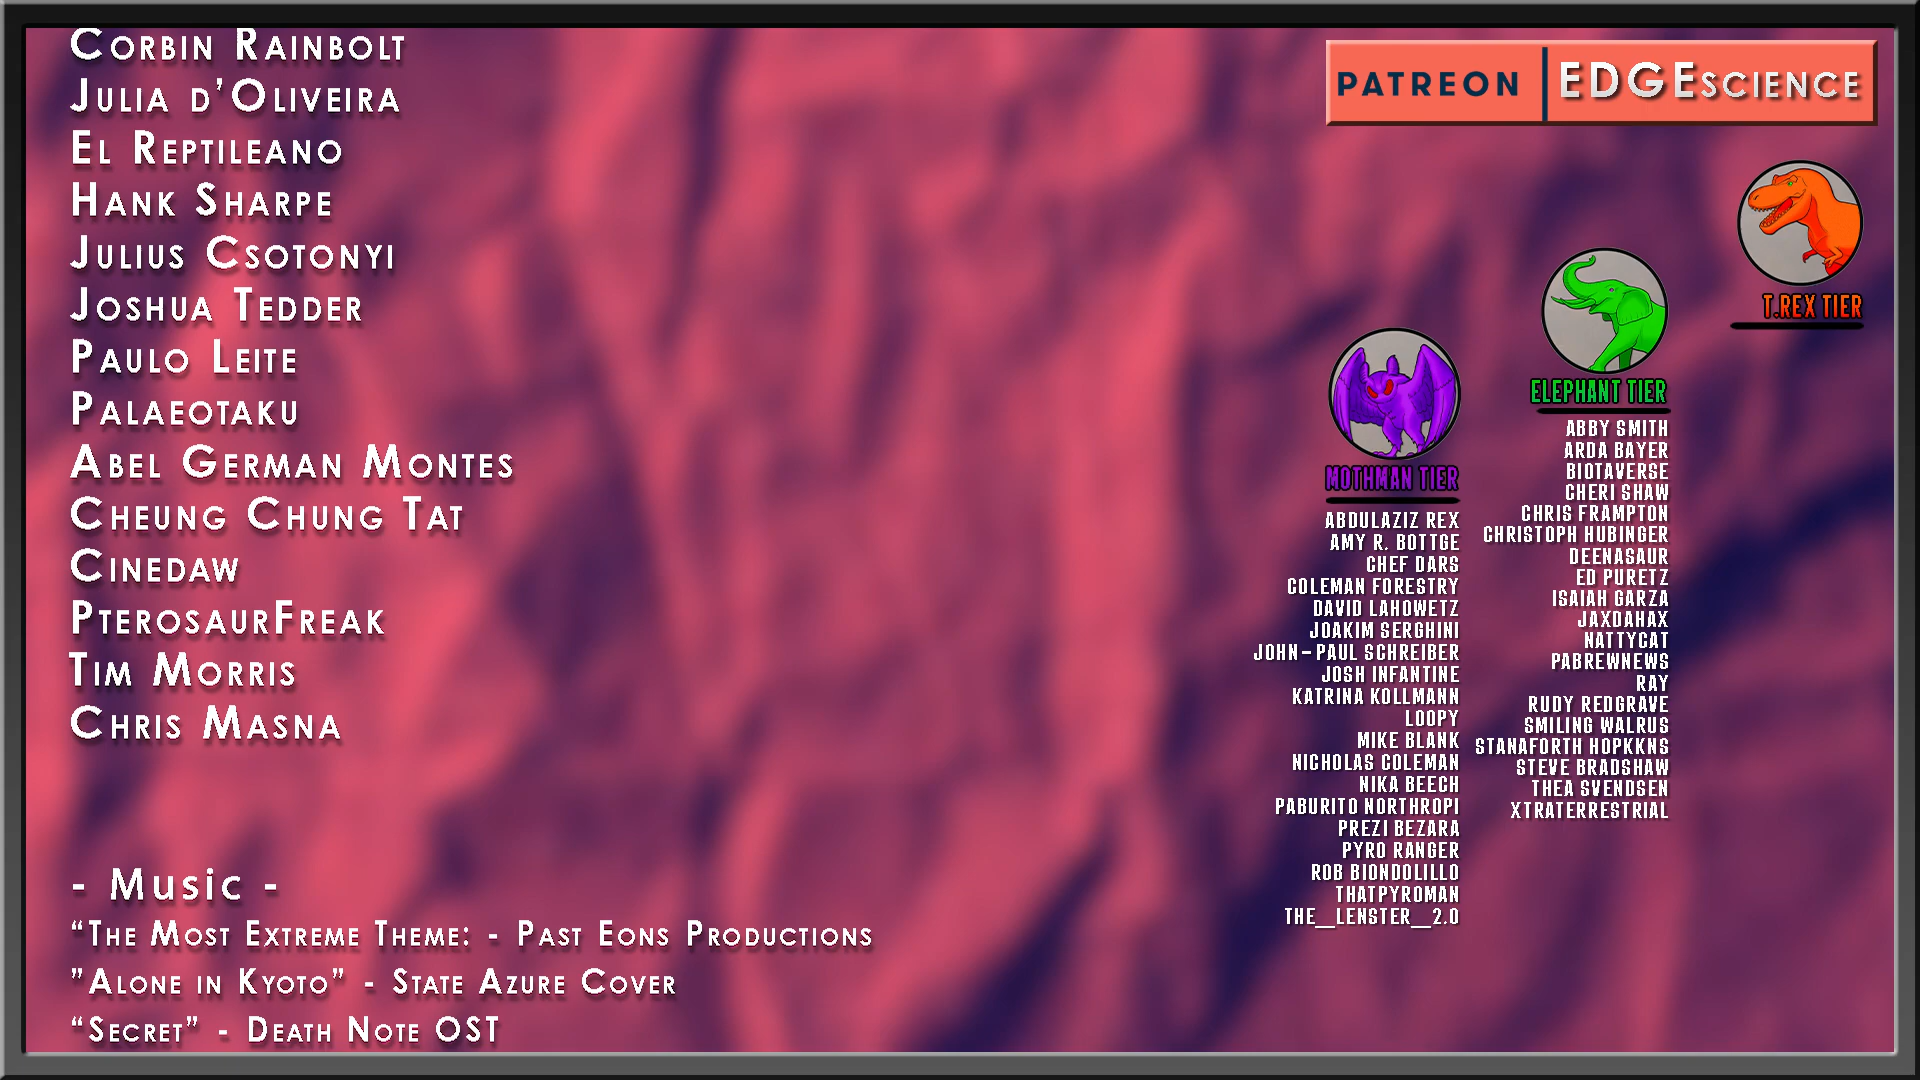 Corbin Rainbolt
Julia d’Oliveira
El Reptileano
Hank Sharpe
Julius Csotonyi
Joshua Tedder
Paulo Leite
Palaeotaku
Abel German Montes
Cheung Chung Tat
Cinedaw
PterosaurFreak
Tim Morris
Chris Masna
- Music -
“The Most Extreme Theme: - Past Eons Productions
”Alone in Kyoto” - State Azure Cover
“Secret” - Death Note OST
PATREON | EDGEscience
T.REX TIER
ELEPHANT TIER
ABBY SMITH
ARDA BAYER
BIOTAVERSE
CHERI SHAW
CHRIS FRAMPTON
CHRISTOPH HUBINGER
DEENASAUR
ED PURETZ
ISAIAH GARZA
JAXDAHAX
NATTYCAT
PABREWNEWS
RAY
RUDY REDGRAVE
SMILING WALRUS
STANAFORTH HOPKKNS
STEVE BRADSHAW
THEA SVENDSEN
XTRATERRESTRIAL
MOTHMAN TIER
ABDULAZIZ REX
AMY R. BOTTGE
CHEF DARS
COLEMAN FORESTRY
DAVID LAHOWETZ
JOAKIM SERGHINI
JOHN-PAUL SCHREIBER
JOSH INFANTINE
KATRINA KOLLMANN
LOOPY
MIKE BLANK
NICHOLAS COLEMAN
NIKA BEECH
PABURITO NORTHROPI
PREZI BEZARA
PYRO RANGER
ROB BIONDOLILLO
THATPYROMAN
THE_LENSTER_2.0